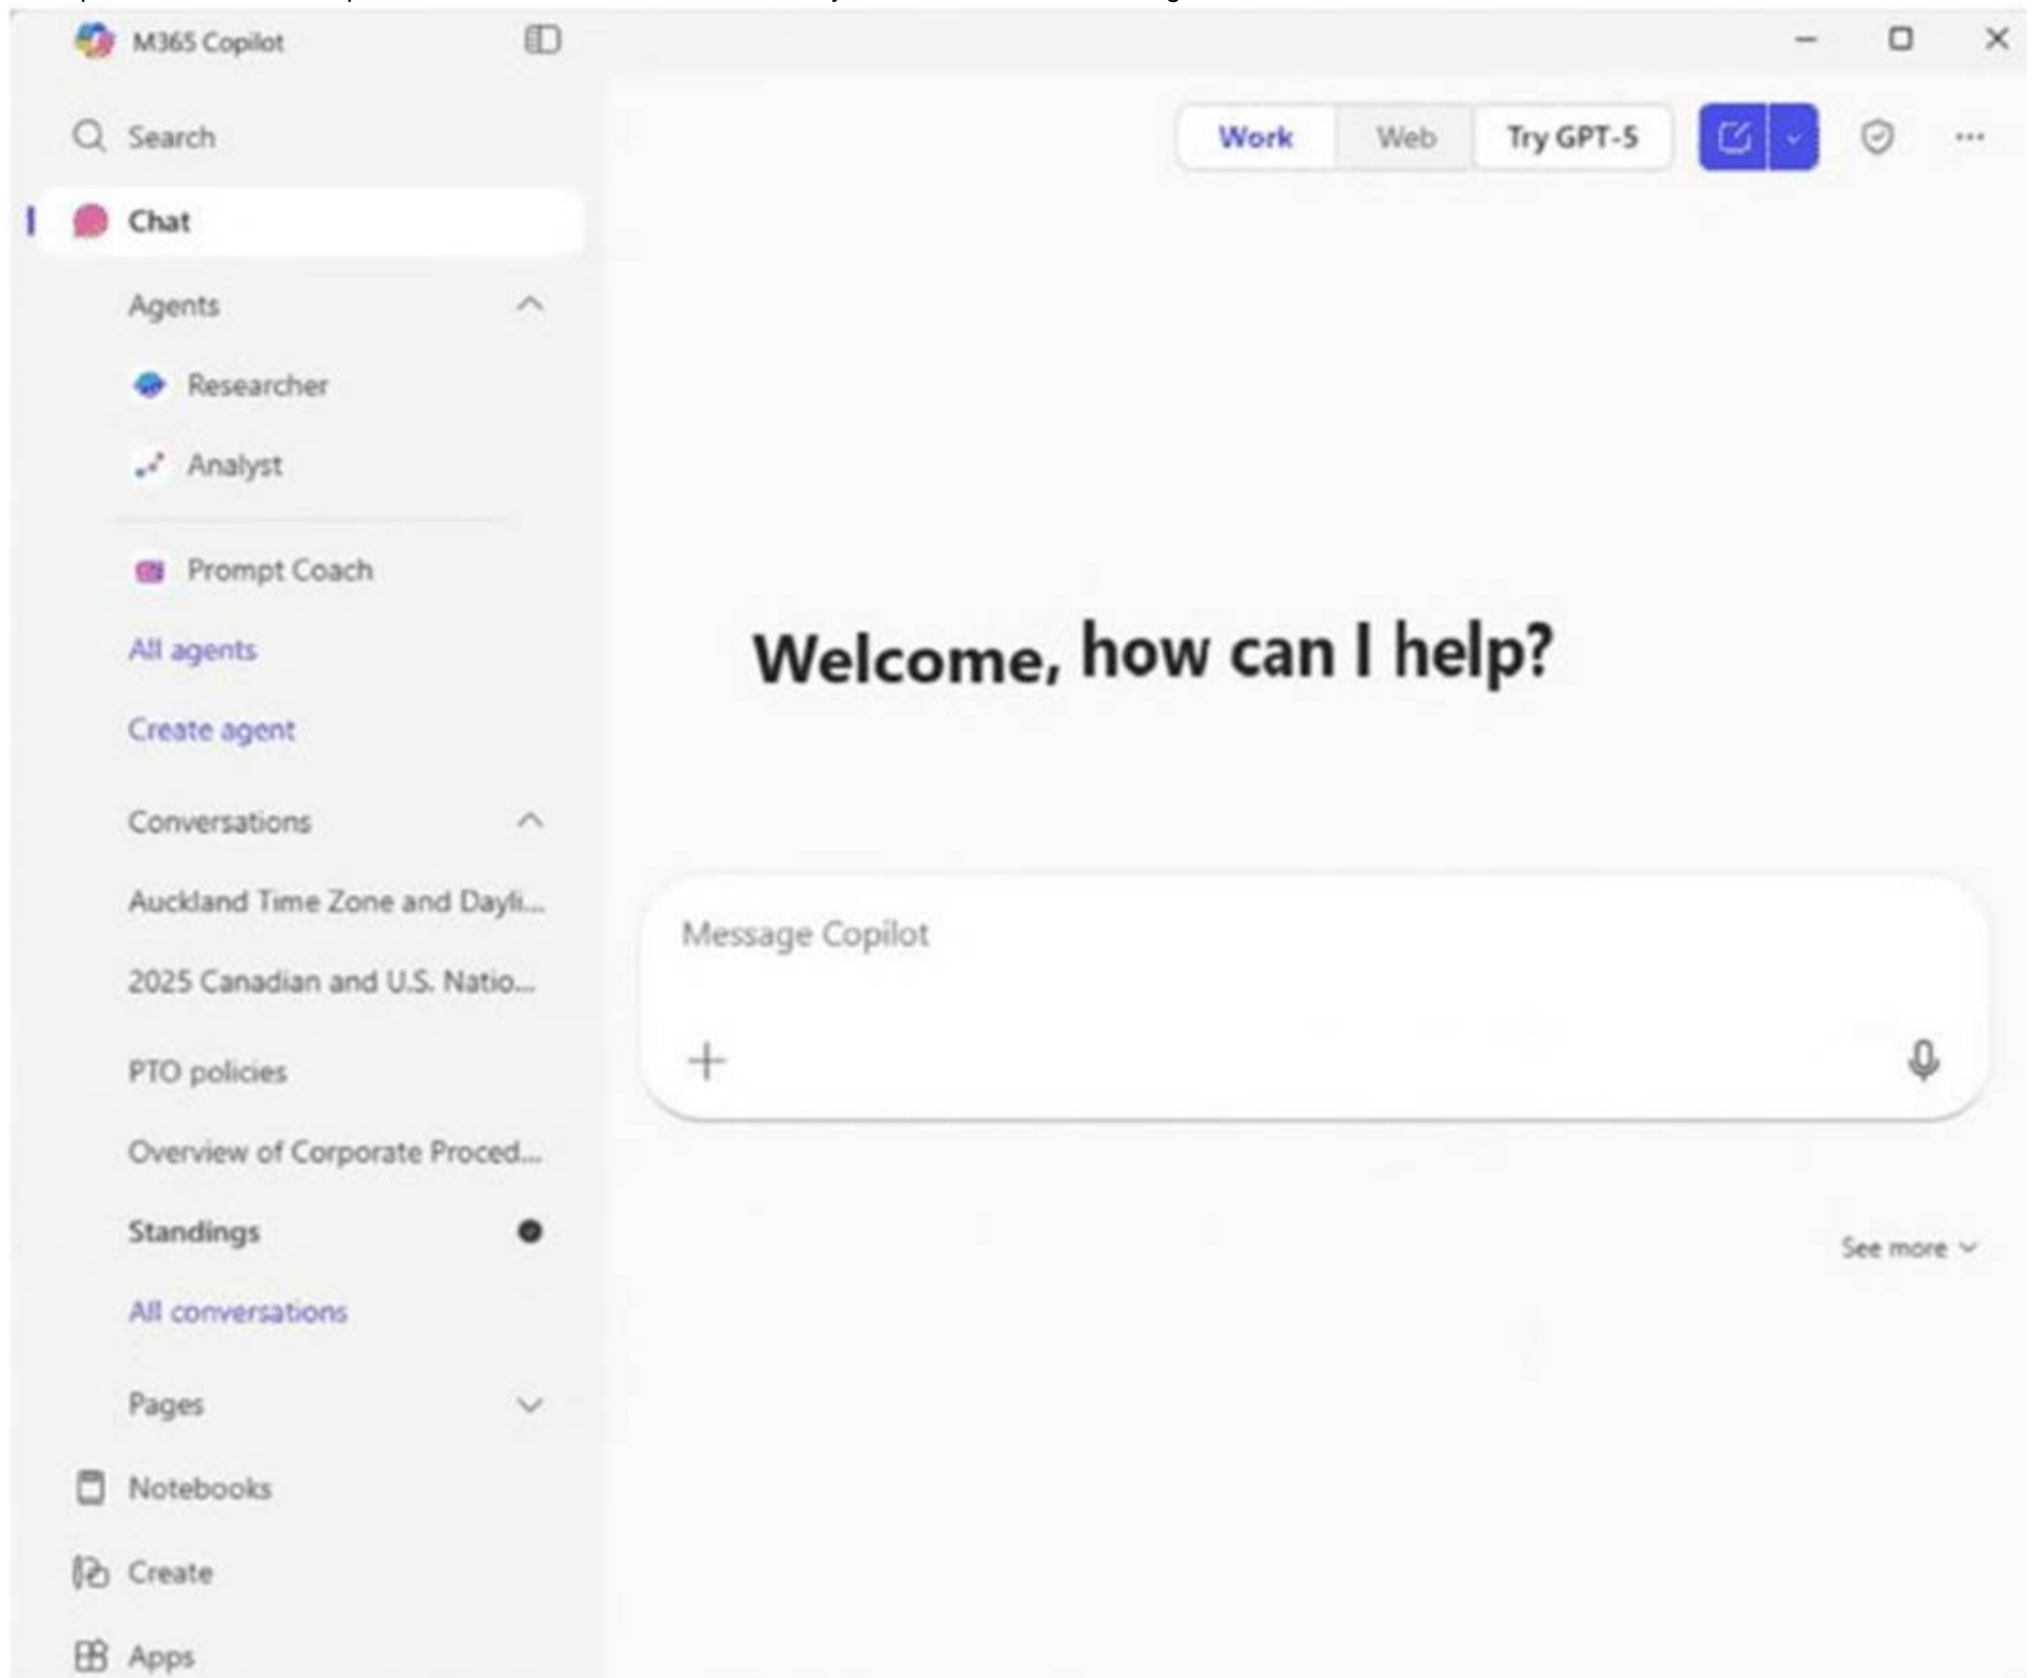 M365 Copilot
Search
Work Web Try GPT-5
Chat
Agents
Researcher
Analyst
Prompt Coach
All agents
Create agent
Welcome, how can I help?
Conversations
Auckland Time Zone and Dayli...
2025 Canadian and U.S. Natio...
PTO policies
Overview of Corporate Proced...
Standings
All conversations
Message Copilot
See more
Pages
Notebooks
Create
Apps